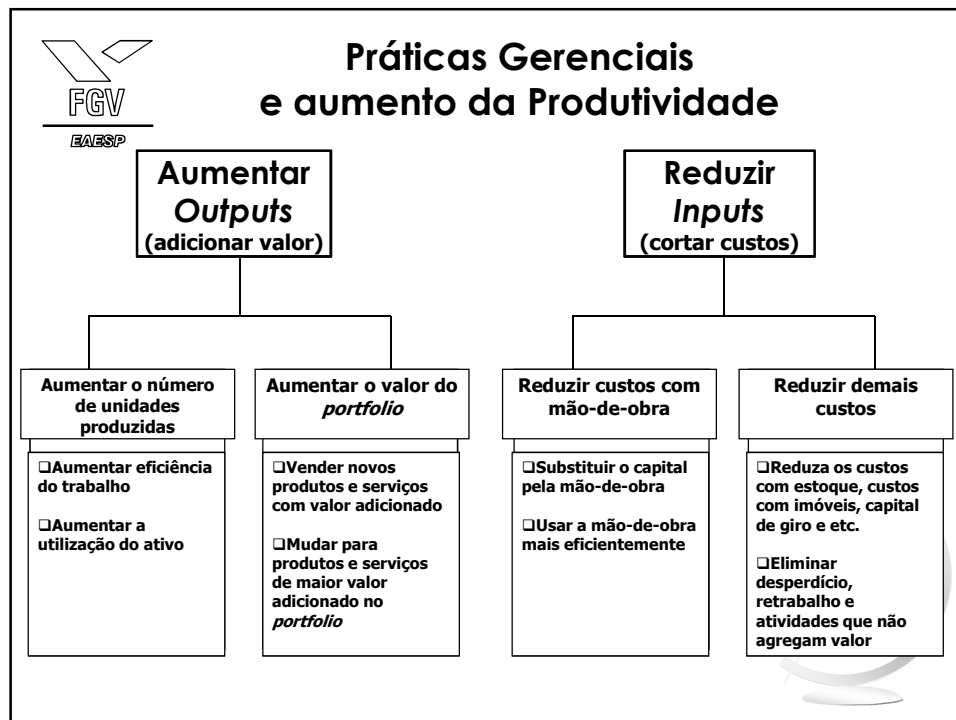 Práticas Gerenciais
e aumento da Produtividade
FGV
EAESP
Aumentar
Outputs
(adicionar valor)
Reduzir
Inputs
(cortar custos)
Aumentar o número
de unidades
produzidas
Aumentar o valor do
portfolio
Reduzir custos com
mão-de-obra
Reduzir demais
custos
❑Aumentar eficiência
do trabalho
❑Aumentar a
utilização do ativo
❑Vender novos
produtos e serviços
com valor adicionado
❑Mudar para
produtos e serviços
de maior valor
adicionado no
portfolio
❑Substituir o capital
pela mão-de-obra
❑Usar a mão-de-obra
mais eficientemente
❑Reduza os custos
com estoque, custos
com imóveis, capital
de giro e etc.
❑Eliminar
desperdício,
retrabalho e
atividades que não
agregam valor